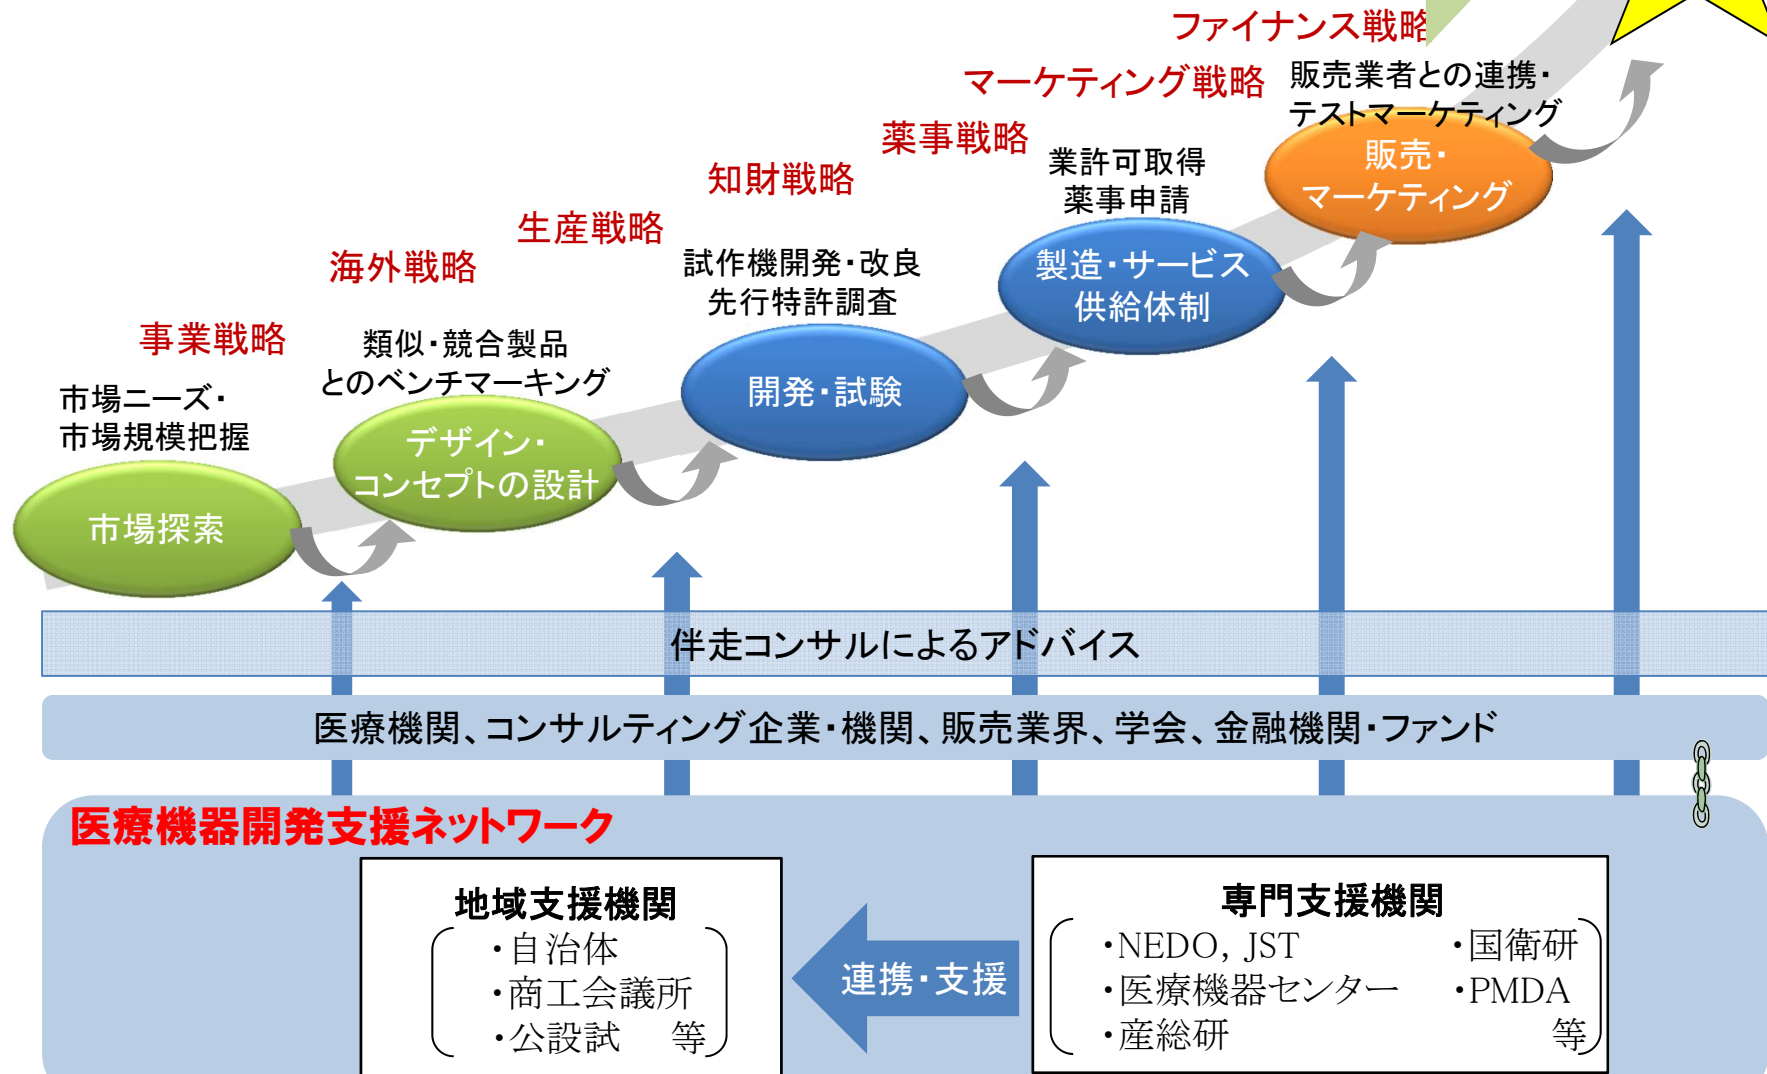 ファイナンス戦略
マーケティング戦略
販売業者との連携・
テストマーケティング
薬事戦略
販売・
マーケティング
知財戦略
業許可取得
薬事申請
生産戦略
製造・サービス
供給体制
海外戦略
試作機開発・改良
先行特許調査
事業戦略
類似・競合製品
とのベンチマーキング
開発・試験
市場ニーズ・
市場規模把握
デザイン・
コンセプトの設計
市場探索
伴走コンサルによるアドバイス
医療機関、コンサルティング企業・機関、販売業界、学会、金融機関・ファンド
医療機器開発支援ネットワーク
地域支援機関
・自治体
・商工会議所
・公設試 等
連携・支援
専門支援機関
・NEDO, JST ・国衛研
・医療機器センター ・PMDA
・産総研 等